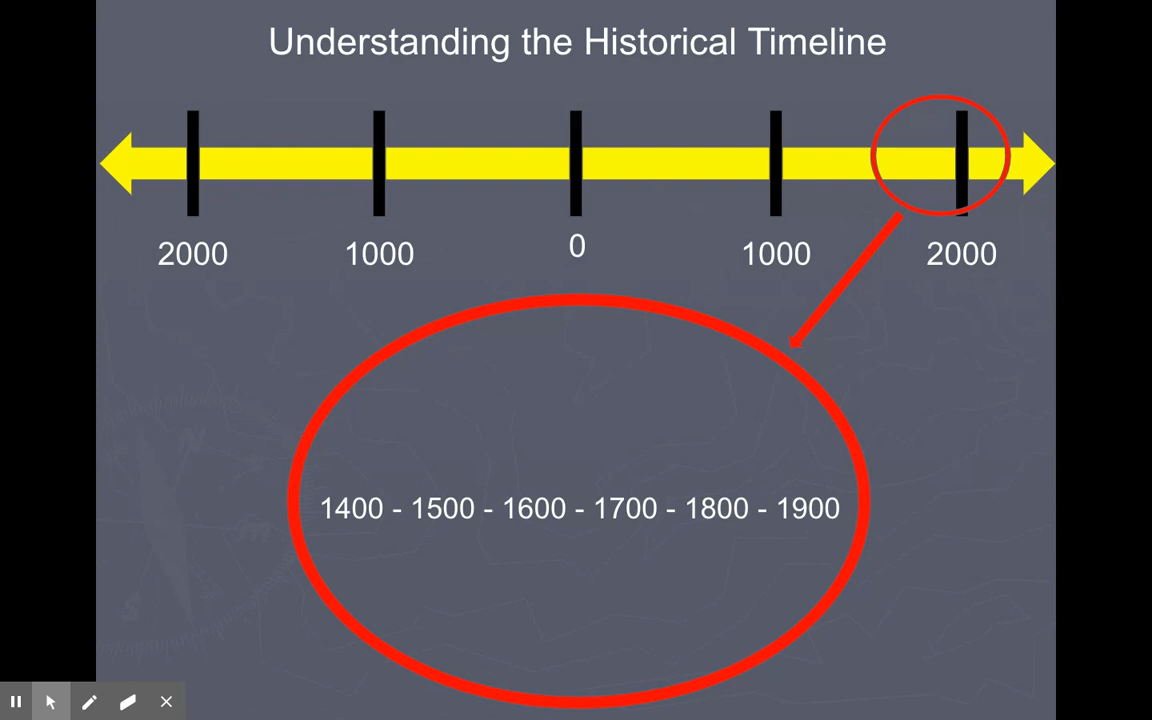 Understanding the Historical Timeline
2000 1000 0 1000 2000
1400 - 1500 - 1600 - 1700 - 1800 - 1900
N
S